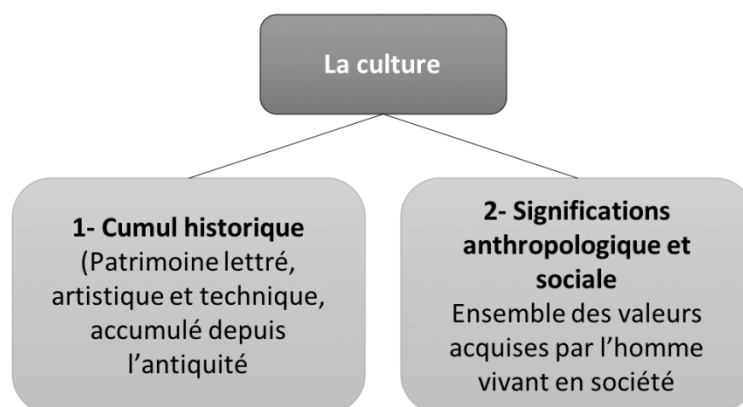 La culture
1- Cumul historique
(Patrimoine lettré,
artistique et technique,
accumulé depuis
l’antiquité
2- Significations
anthropologique et
sociale
Ensemble des valeurs
acquises par l’homme
vivant en société